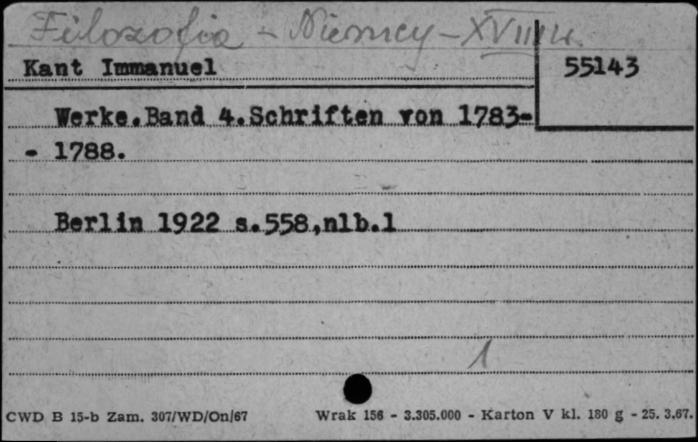 Filozofia - Niemcy - XVIII w.
Kant Immanuel
55143
Werke.Band 4.Schriften von 1783-
- 1788.
Berlin 1922 s.558,nlb.1
1
CWD B 15-b Zam. 307/WD/On/67 Wrak 156 - 3.305.000 - Karton V kl. 180 g - 25. 3.67.